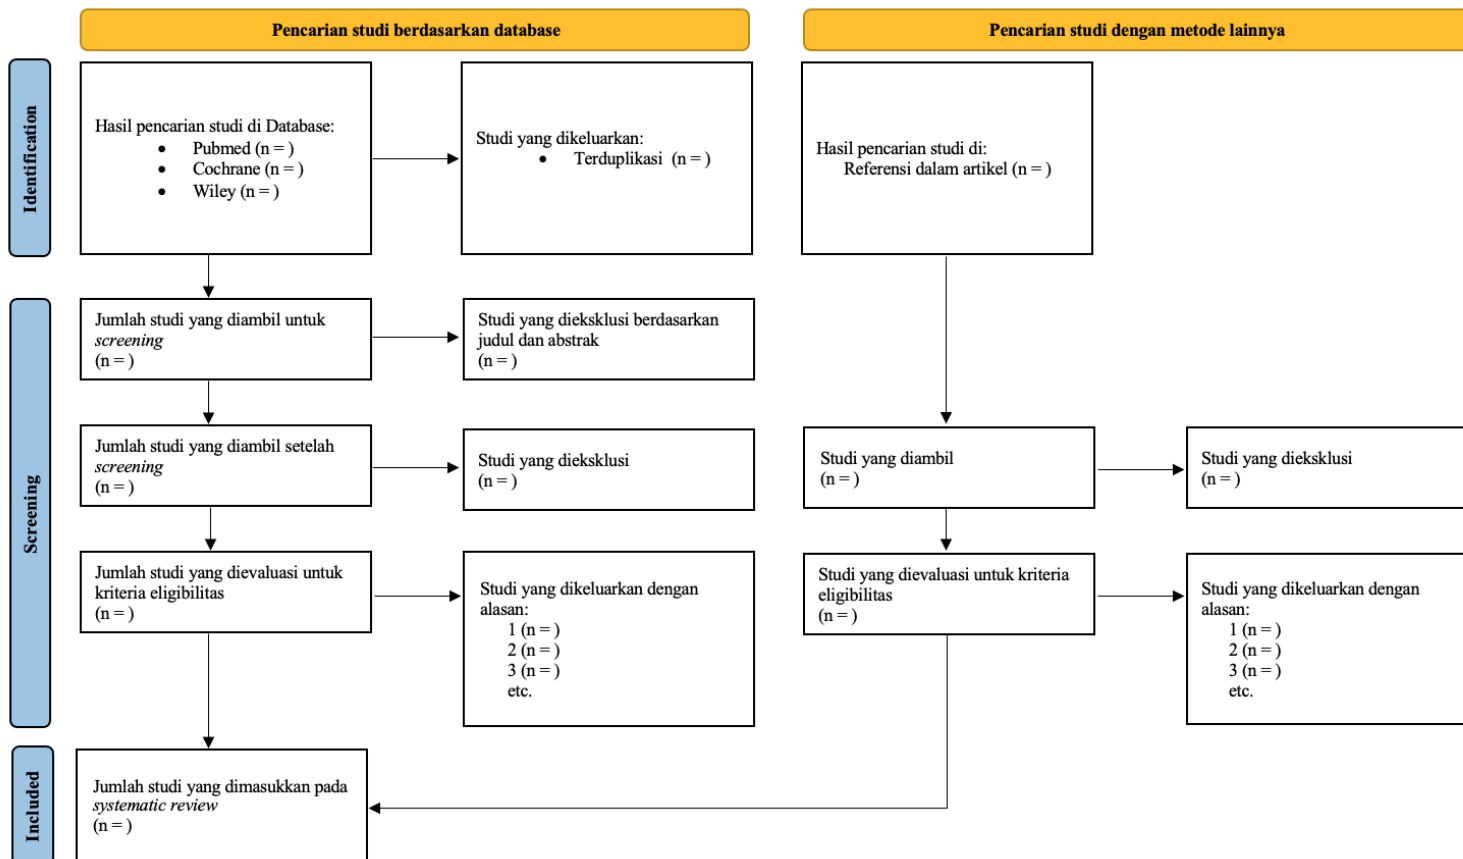 Pencarian studi berdasarkan database
Pencarian studi dengan metode lainnya
Identification
Hasil pencarian studi di Database:
• Pubmed (n = )
• Cochrane (n = )
• Wiley (n = )
Studi yang dikeluarkan:
• Terduplikasi (n = )
Hasil pencarian studi di:
Referensi dalam artikel (n = )
Screening
Jumlah studi yang diambil untuk
screening
(n = )
Studi yang dieksklusi berdasarkan
judul dan abstrak
(n = )
Jumlah studi yang diambil setelah
screening
(n = )
Studi yang dieksklusi
(n = )
Studi yang diambil
(n = )
Studi yang dieksklusi
(n = )
Jumlah studi yang dievaluasi untuk
kriteria eligibilitas
(n = )
Studi yang dikeluarkan dengan
alasan:
1 (n = )
2 (n = )
3 (n = )
etc.
Studi yang dievaluasi untuk kriteria
eligibilitas
(n = )
Studi yang dikeluarkan dengan
alasan:
1 (n = )
2 (n = )
3 (n = )
etc.
Included
Jumlah studi yang dimasukkan pada
systematic review
(n = )